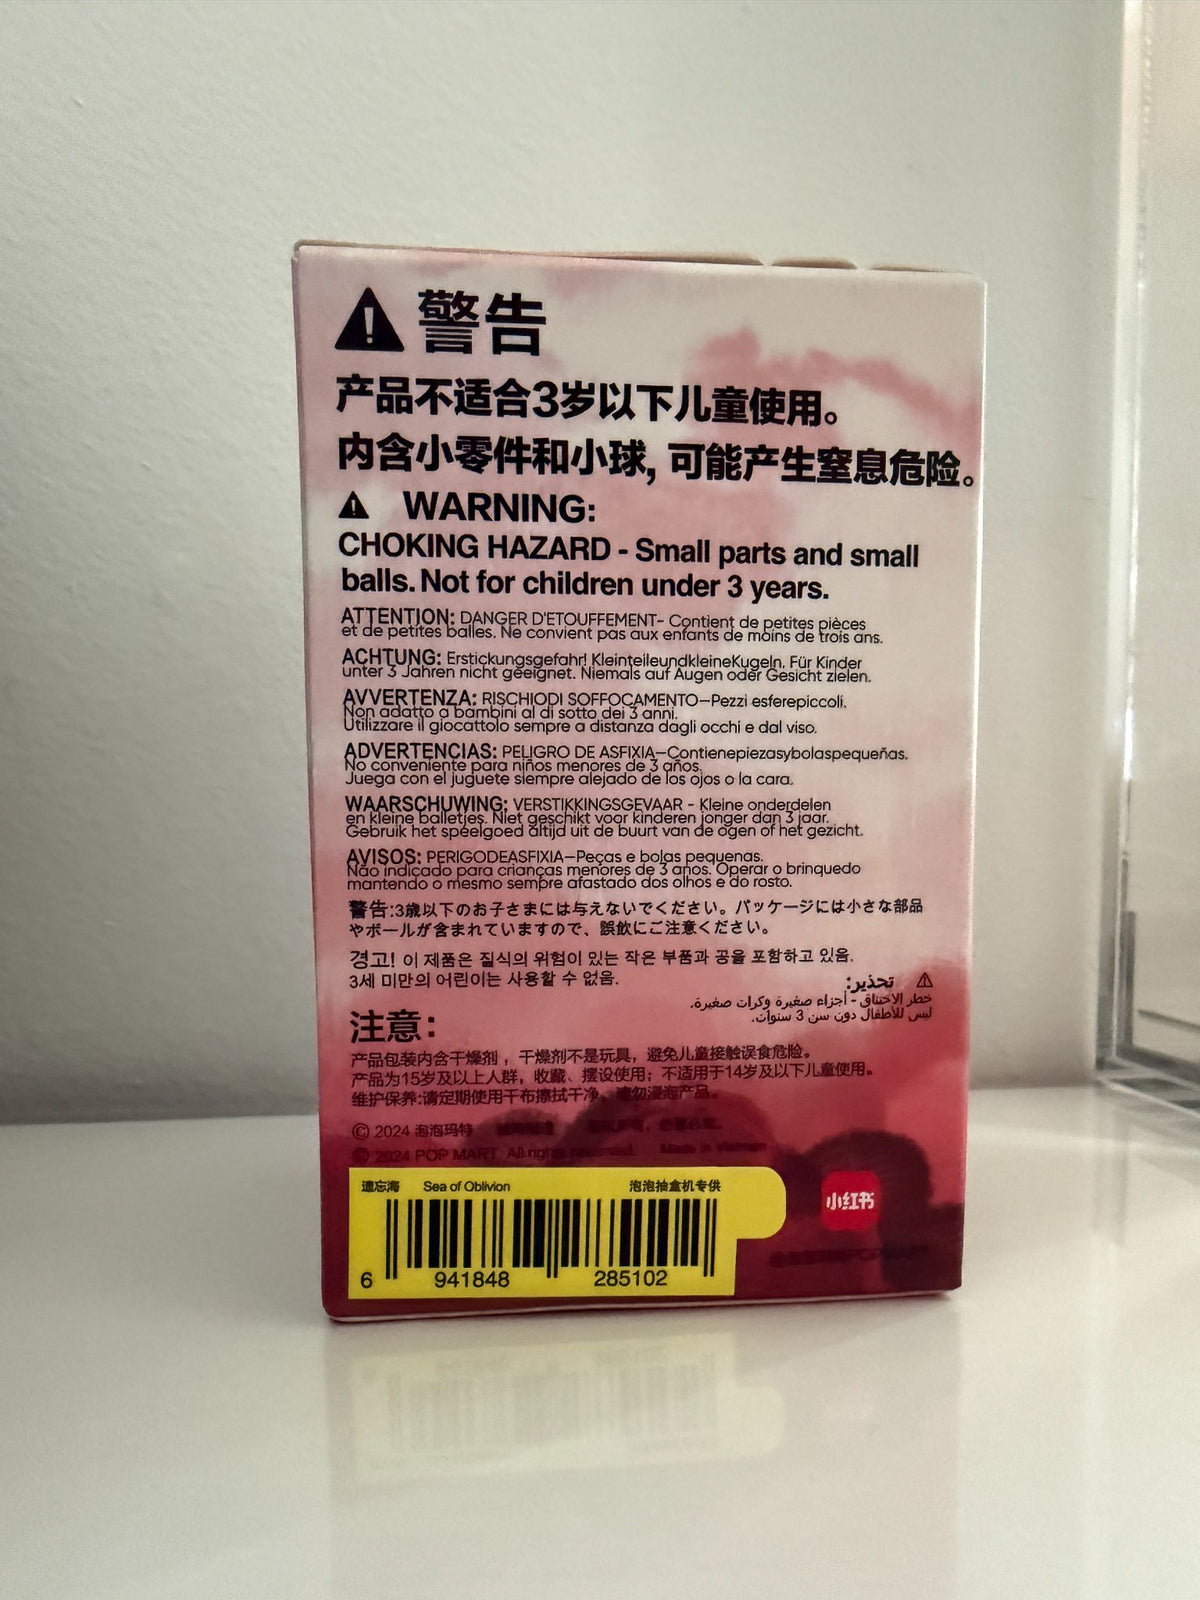 警告
产品不适合3岁以下儿童使用。
内含小零件和小球, 可能产生窒息危险。
WARNING:
CHOKING HAZARD - Small parts and small
balls. Not for children under 3 years.
ATTENTION: DANGER D'ETOUFFEMENT- Contient de petites pièces
et de petites balles. Ne convient pas aux enfants de moins de trois ans.
ACHTUNG: Erstickungsgefahr! KleinteileundkleineKugeln. Für Kinder
unter 3 Jahren nicht geeignet. Niemals auf Augen oder Gesicht zielen.
AVVERTENZA: RISCHIODI SOFFOCAMENTO—Pezzi esferepiccoli.
Non adatto a bambini al di sotto dei 3 anni.
Utilizzare il giocattolo sempre a distanza dagli occhi e dal viso.
ADVERTENCIAS: PELIGRO DE ASFIXIA—Contienepiezasybolaspequeñas.
No conveniente para niños menores de 3 años.
Juega con el juguete siempre alejado de los ojos o la cara.
WAARSCHUWING: VERSTIKKINGSGEVAAR - Kleine onderdelen
en kleine balletjes. Niet geschikt voor kinderen jonger dan 3 jaar.
Gebruik het speelgoed altijd uit de buurt van de ogen of het gezicht.
AVISOS: PERIGODEASFIXIA—Peças e bolas pequenas.
Não indicado para crianças menores de 3 anos. Operar o brinquedo
mantendo o mesmo sempre afastado dos olhos e do rosto.
警告:3歳以下のお子さまには与えないでください。パッケージには小さな部品
やボールが含まれていますので、誤飲にご注意ください。
경고! 이 제품은 질식의 위험이 있는 작은 부품과 공을 포함하고 있음.
3세 미만의 어린이는 사용할 수 없음.
تحذير:
خطر الاختناق - أجزاء صغيرة وكرات صغيرة.
ليس للأطفال دون سن 3 سنوات.
注意：
产品包装内含干燥剂，干燥剂不是玩具，避免儿童接触误食危险。
产品为15岁及以上人群，收藏、摆设使用；不适用于14岁及以下儿童使用。
维护保养:请定期使用干布擦拭干净，请勿浸泡产品。
© 2024 泡泡玛特
© 2024 POP MART All rights reserved. Made in Vietnam
遗忘海 Sea of Oblivion 泡泡抽盒机专供
小红书
6 941848 285102